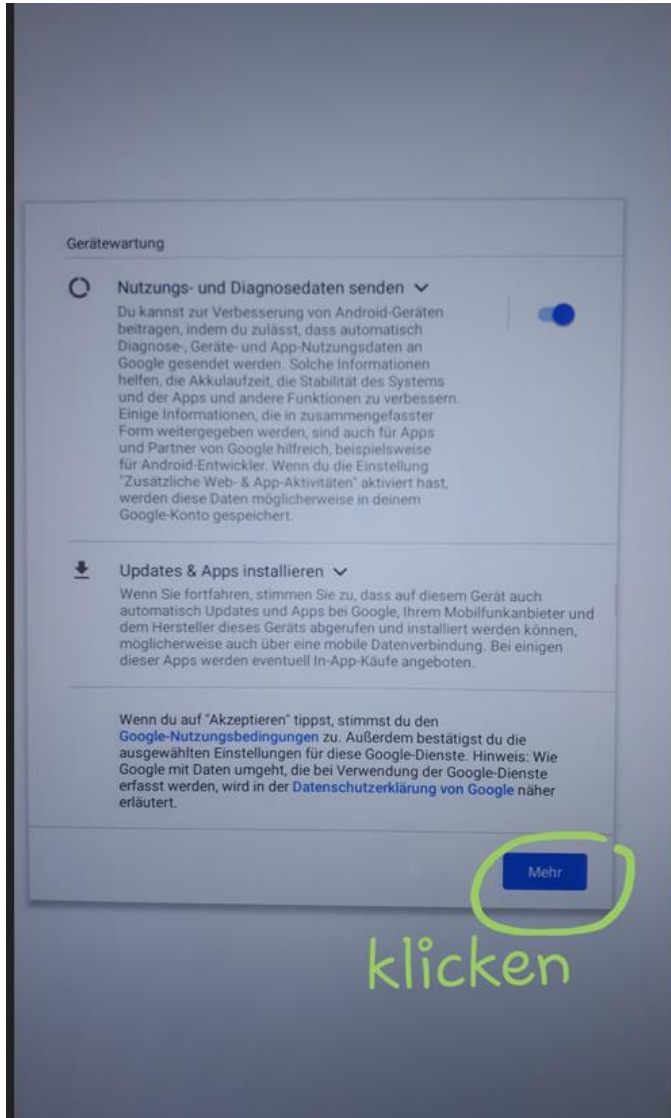 Gerätewartung
Nutzungs- und Diagnosedaten senden
Du kannst zur Verbesserung von Android-Geräten
beitragen, indem du zulässt, dass automatisch
Diagnose-, Geräte- und App-Nutzungsdaten an
Google gesendet werden. Solche Informationen
helfen, die Akkulaufzeit, die Stabilität des Systems
und der Apps und andere Funktionen zu verbessern.
Einige Informationen, die in zusammengefasster
Form weitergegeben werden, sind auch für Apps
und Partner von Google hilfreich, beispielsweise
für Android-Entwickler. Wenn du die Einstellung
"Zusätzliche Web- & App-Aktivitäten" aktiviert hast,
werden diese Daten möglicherweise in deinem
Google-Konto gespeichert.
Updates & Apps installieren
Wenn Sie fortfahren, stimmen Sie zu, dass auf diesem Gerät auch
automatisch Updates und Apps bei Google, Ihrem Mobilfunkanbieter und
dem Hersteller dieses Geräts abgerufen und installiert werden können,
möglicherweise auch über eine mobile Datenverbindung. Bei einigen
dieser Apps werden eventuell In-App-Käufe angeboten.
Wenn du auf "Akzeptieren" tippst, stimmst du den
Google-Nutzungsbedingungen zu. Außerdem bestätigst du die
ausgewählten Einstellungen für diese Google-Dienste. Hinweis: Wie
Google mit Daten umgeht, die bei Verwendung der Google-Dienste
erfasst werden, wird in der Datenschutzerklärung von Google näher
erläutert.
Mehr
klicken